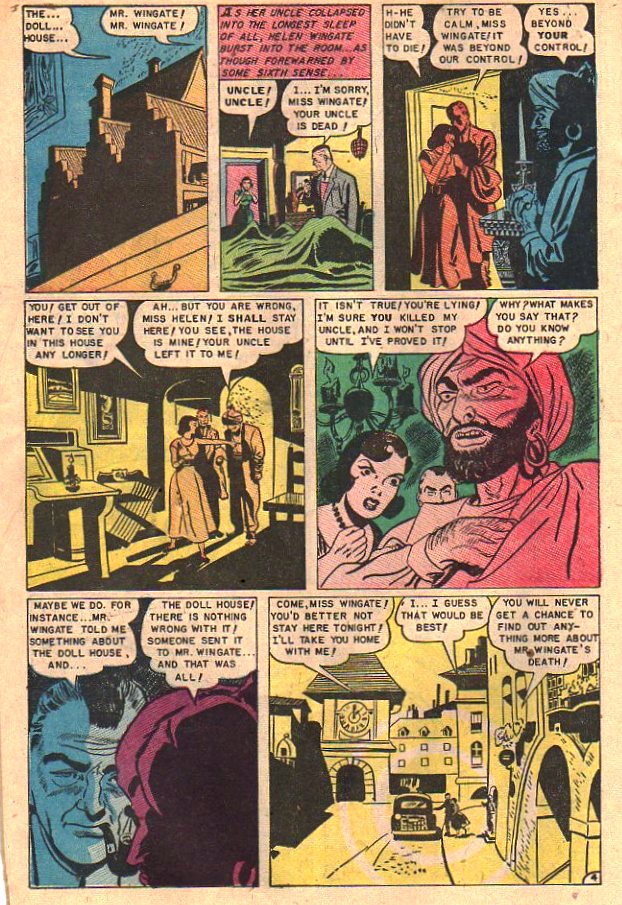 THE...
DOLL...
HOUSE...
MR. WINGATE!
MR. WINGATE!
AS HER UNCLE COLLAPSED
INTO THE LONGEST SLEEP
OF ALL, HELEN WINGATE
BURST INTO THE ROOM...AS
THOUGH FOREWARNED BY
SOME SIXTH SENSE...
UNCLE!
UNCLE!
I... I'M SORRY,
MISS WINGATE!
YOUR UNCLE
IS DEAD!
H-HE
DIDN'T
HAVE
TO DIE!
TRY TO BE
CALM, MISS
WINGATE! IT
WAS BEYOND
OUR CONTROL!
YES...
BEYOND
YOUR
CONTROL!
YOU! GET OUT OF
HERE! I DON'T
WANT TO SEE YOU
IN THIS HOUSE
ANY LONGER!
AH... BUT YOU ARE WRONG,
MISS HELEN! I SHALL STAY
HERE! YOU SEE, THE HOUSE
IS MINE! YOUR UNCLE
LEFT IT TO ME!
IT ISN'T TRUE! YOU'RE LYING!
I'M SURE YOU KILLED MY
UNCLE, AND I WON'T STOP
UNTIL I'VE PROVED IT!
WHY? WHAT MAKES
YOU SAY THAT?
DO YOU KNOW
ANYTHING?
MAYBE WE DO. FOR
INSTANCE...MR.
WINGATE TOLD ME
SOMETHING ABOUT
THE DOLL HOUSE,
AND...
THE DOLL HOUSE!
THERE IS NOTHING
WRONG WITH IT!
SOMEONE SENT IT
TO MR. WINGATE...
AND THAT WAS
ALL!
COME, MISS WINGATE!
YOU'D BETTER NOT
STAY HERE TONIGHT!
I'LL TAKE YOU HOME
WITH ME!
I... I GUESS
THAT WOULD BE
BEST!
YOU WILL NEVER
GET A CHANCE TO
FIND OUT ANY-
THING MORE ABOUT
MR. WINGATE'S
DEATH!
4